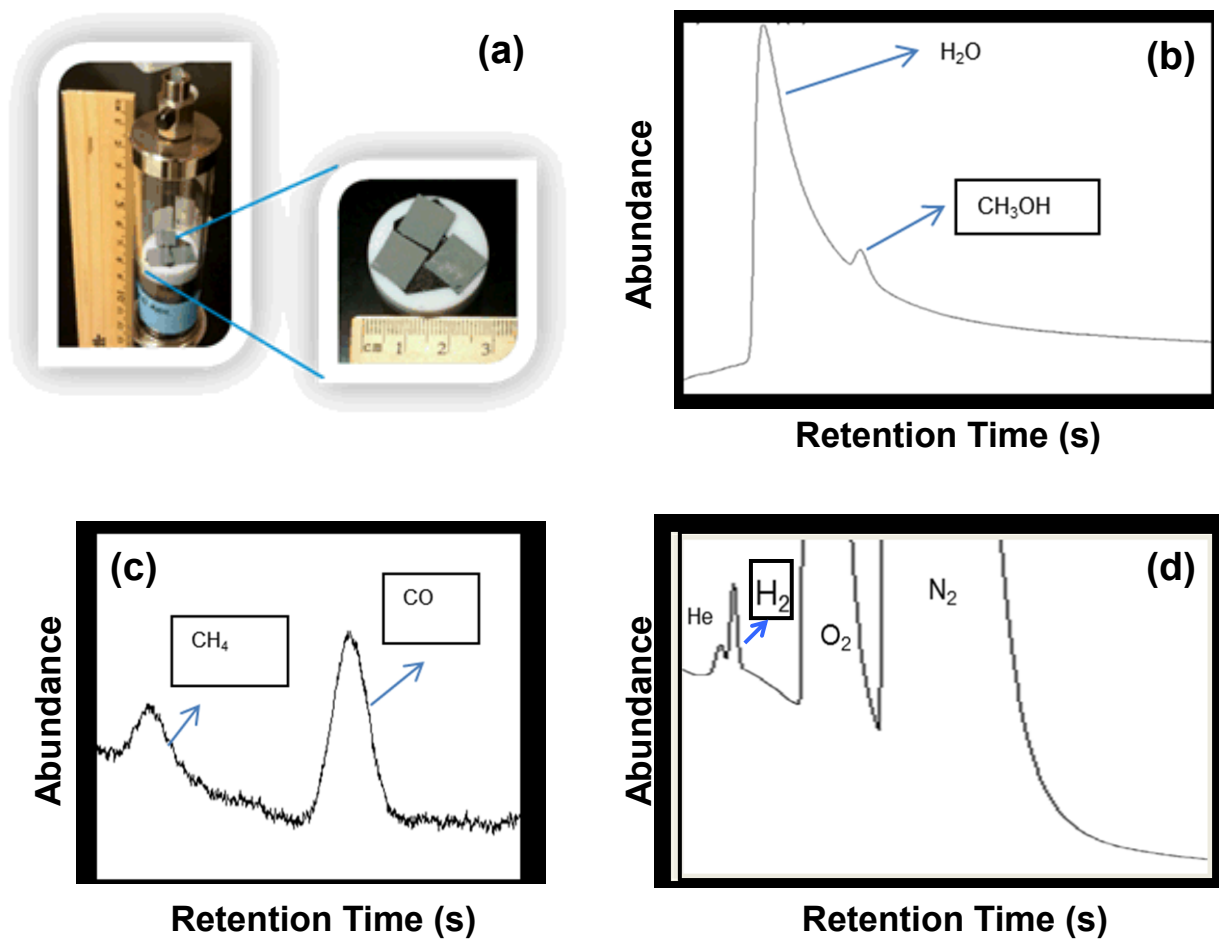 (a)
cm 1 2 3
(b)
H₂O
CH₃OH
Abundance
Retention Time (s)
(c)
CH₄
CO
Abundance
Retention Time (s)
(d)
He
H₂
O₂
N₂
Abundance
Retention Time (s)